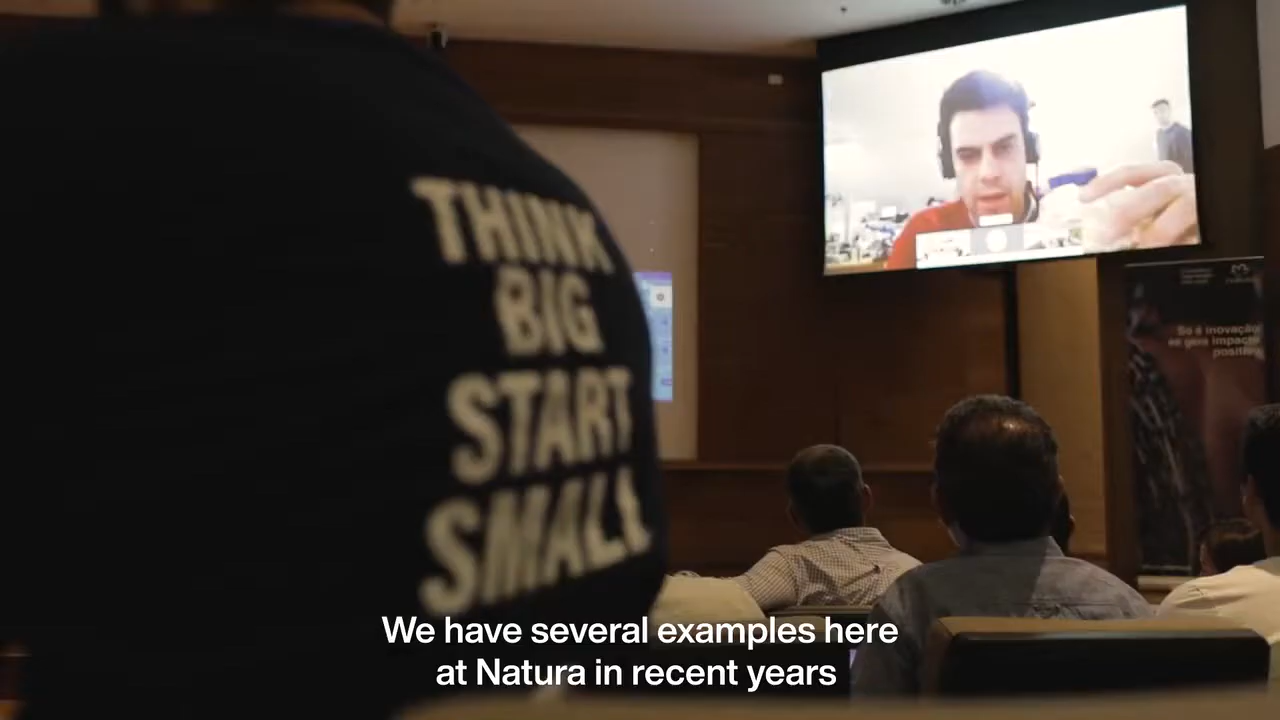 THINK
BIG
START
SMALL
Só é inovação
se gera impacto
positivo
We have several examples here
at Natura in recent years